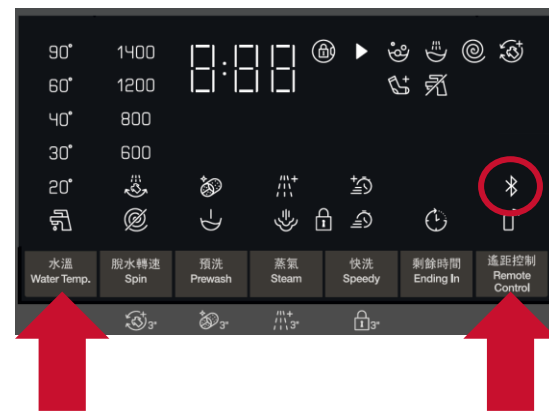 90° 1400 8:88
60° 1200
40° 800
30° 600
20°
水溫 脫水轉速 預洗 蒸氣 快洗 剩餘時間 遙距控制
Water Temp. Spin Prewash Steam Speedy Ending In Remote
Control
3" 3" 3" 3"